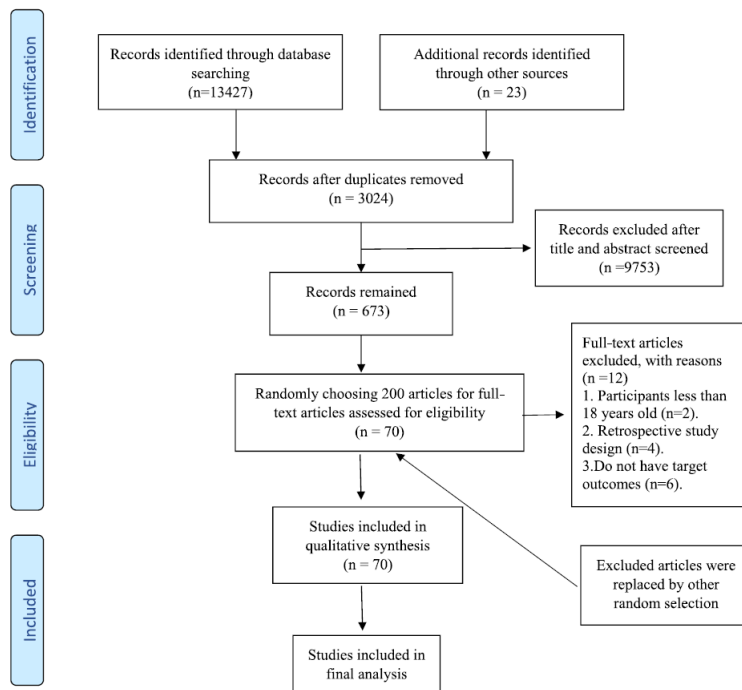 Identification
Records identified through database
searching
(n=13427)
Additional records identified
through other sources
(n = 23)
Records after duplicates removed
(n = 3024)
Screening
Records excluded after
title and abstract screened
(n =9753)
Records remained
(n = 673)
Eligibility
Full-text articles
excluded, with reasons
(n =12)
1. Participants less than
18 years old (n=2).
2. Retrospective study
design (n=4).
3.Do not have target
outcomes (n=6).
Randomly choosing 200 articles for full-
text articles assessed for eligibility
(n = 70)
Included
Studies included in
qualitative synthesis
(n = 70)
Excluded articles were
replaced by other
random selection
Studies included in
final analysis